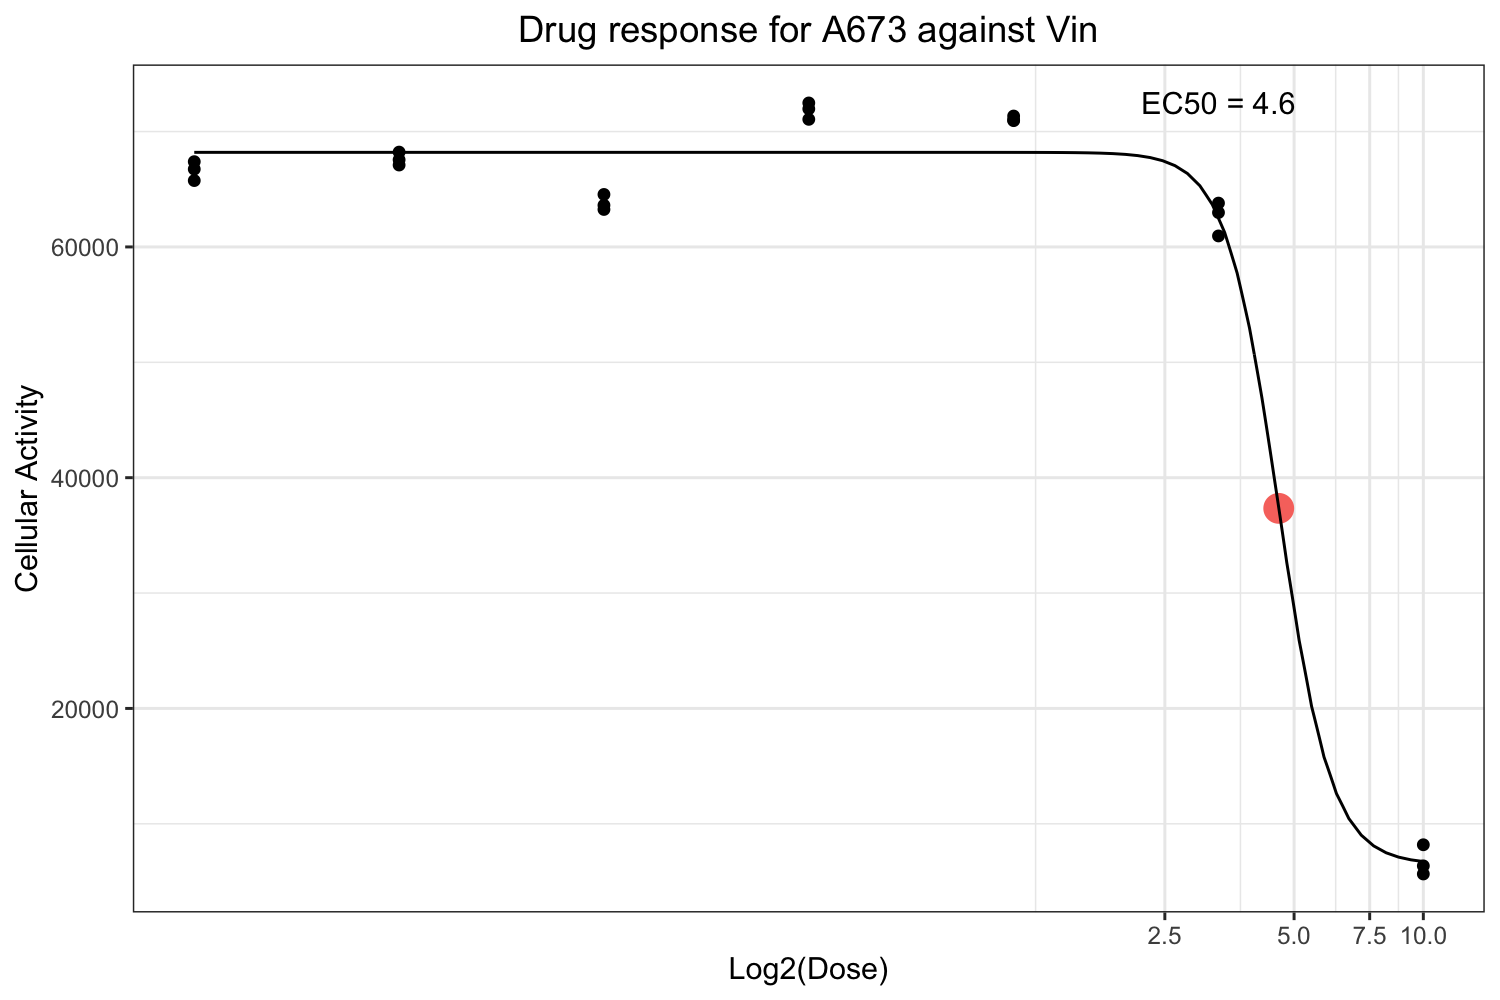 Drug response for A673 against Vin
EC50 = 4.6
Cellular Activity
60000
40000
20000
2.5 5.0 7.5 10.0
Log2(Dose)